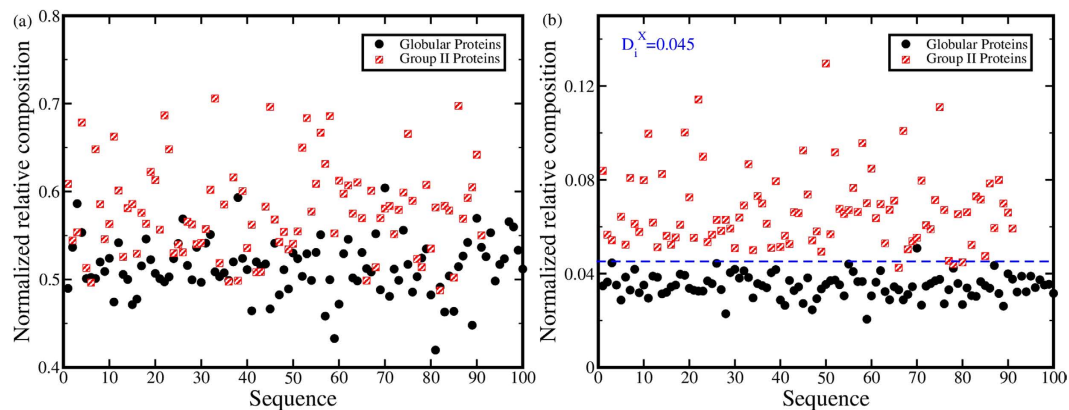 (a)
Normalized relative composition
0.8
0.7
0.6
0.5
0.4
Globular Proteins
Group II Proteins
0 10 20 30 40 50 60 70 80 90 100
Sequence
(b)
Normalized relative composition
0.12
0.08
0.04
0.00
D_i^X=0.045
Globular Proteins
Group II Proteins
0 10 20 30 40 50 60 70 80 90 100
Sequence